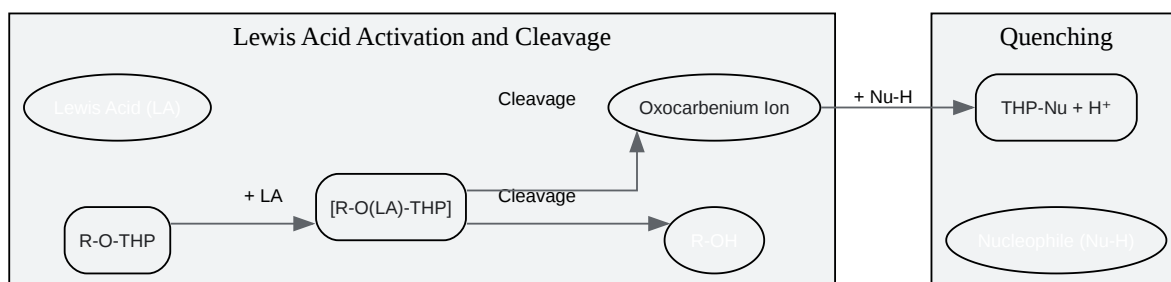 Lewis Acid Activation and Cleavage
Quenching
Lewis Acid (LA)
Cleavage
Oxocarbenium Ion
+ Nu-H
THP-Nu + H⁺
+ LA
[R-O(LA)-THP]
Cleavage
R-O-THP
R-OH
Nucleophile (Nu-H)